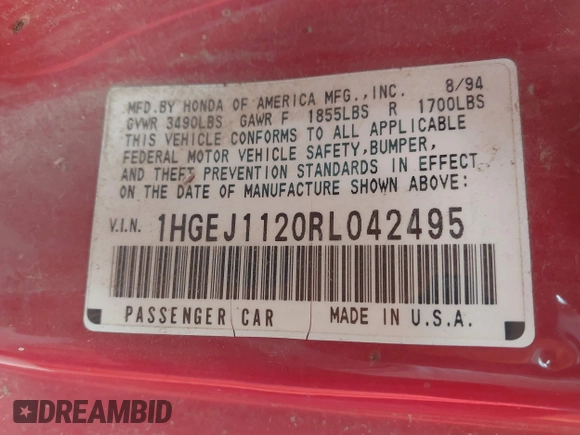 MFD.BY HONDA OF AMERICA MFG.,INC. 8/94
GVWR 3490LBS GAWR F 1855LBS R 1700LBS
THIS VEHICLE CONFORMS TO ALL APPLICABLE
FEDERAL MOTOR VEHICLE SAFETY,BUMPER,
AND THEFT PREVENTION STANDARDS IN EFFECT
ON THE DATE OF MANUFACTURE SHOWN ABOVE:
V.I.N. 1HGEJ1120RL042495
PASSENGER CAR MADE IN U.S.A.
DREAMBID